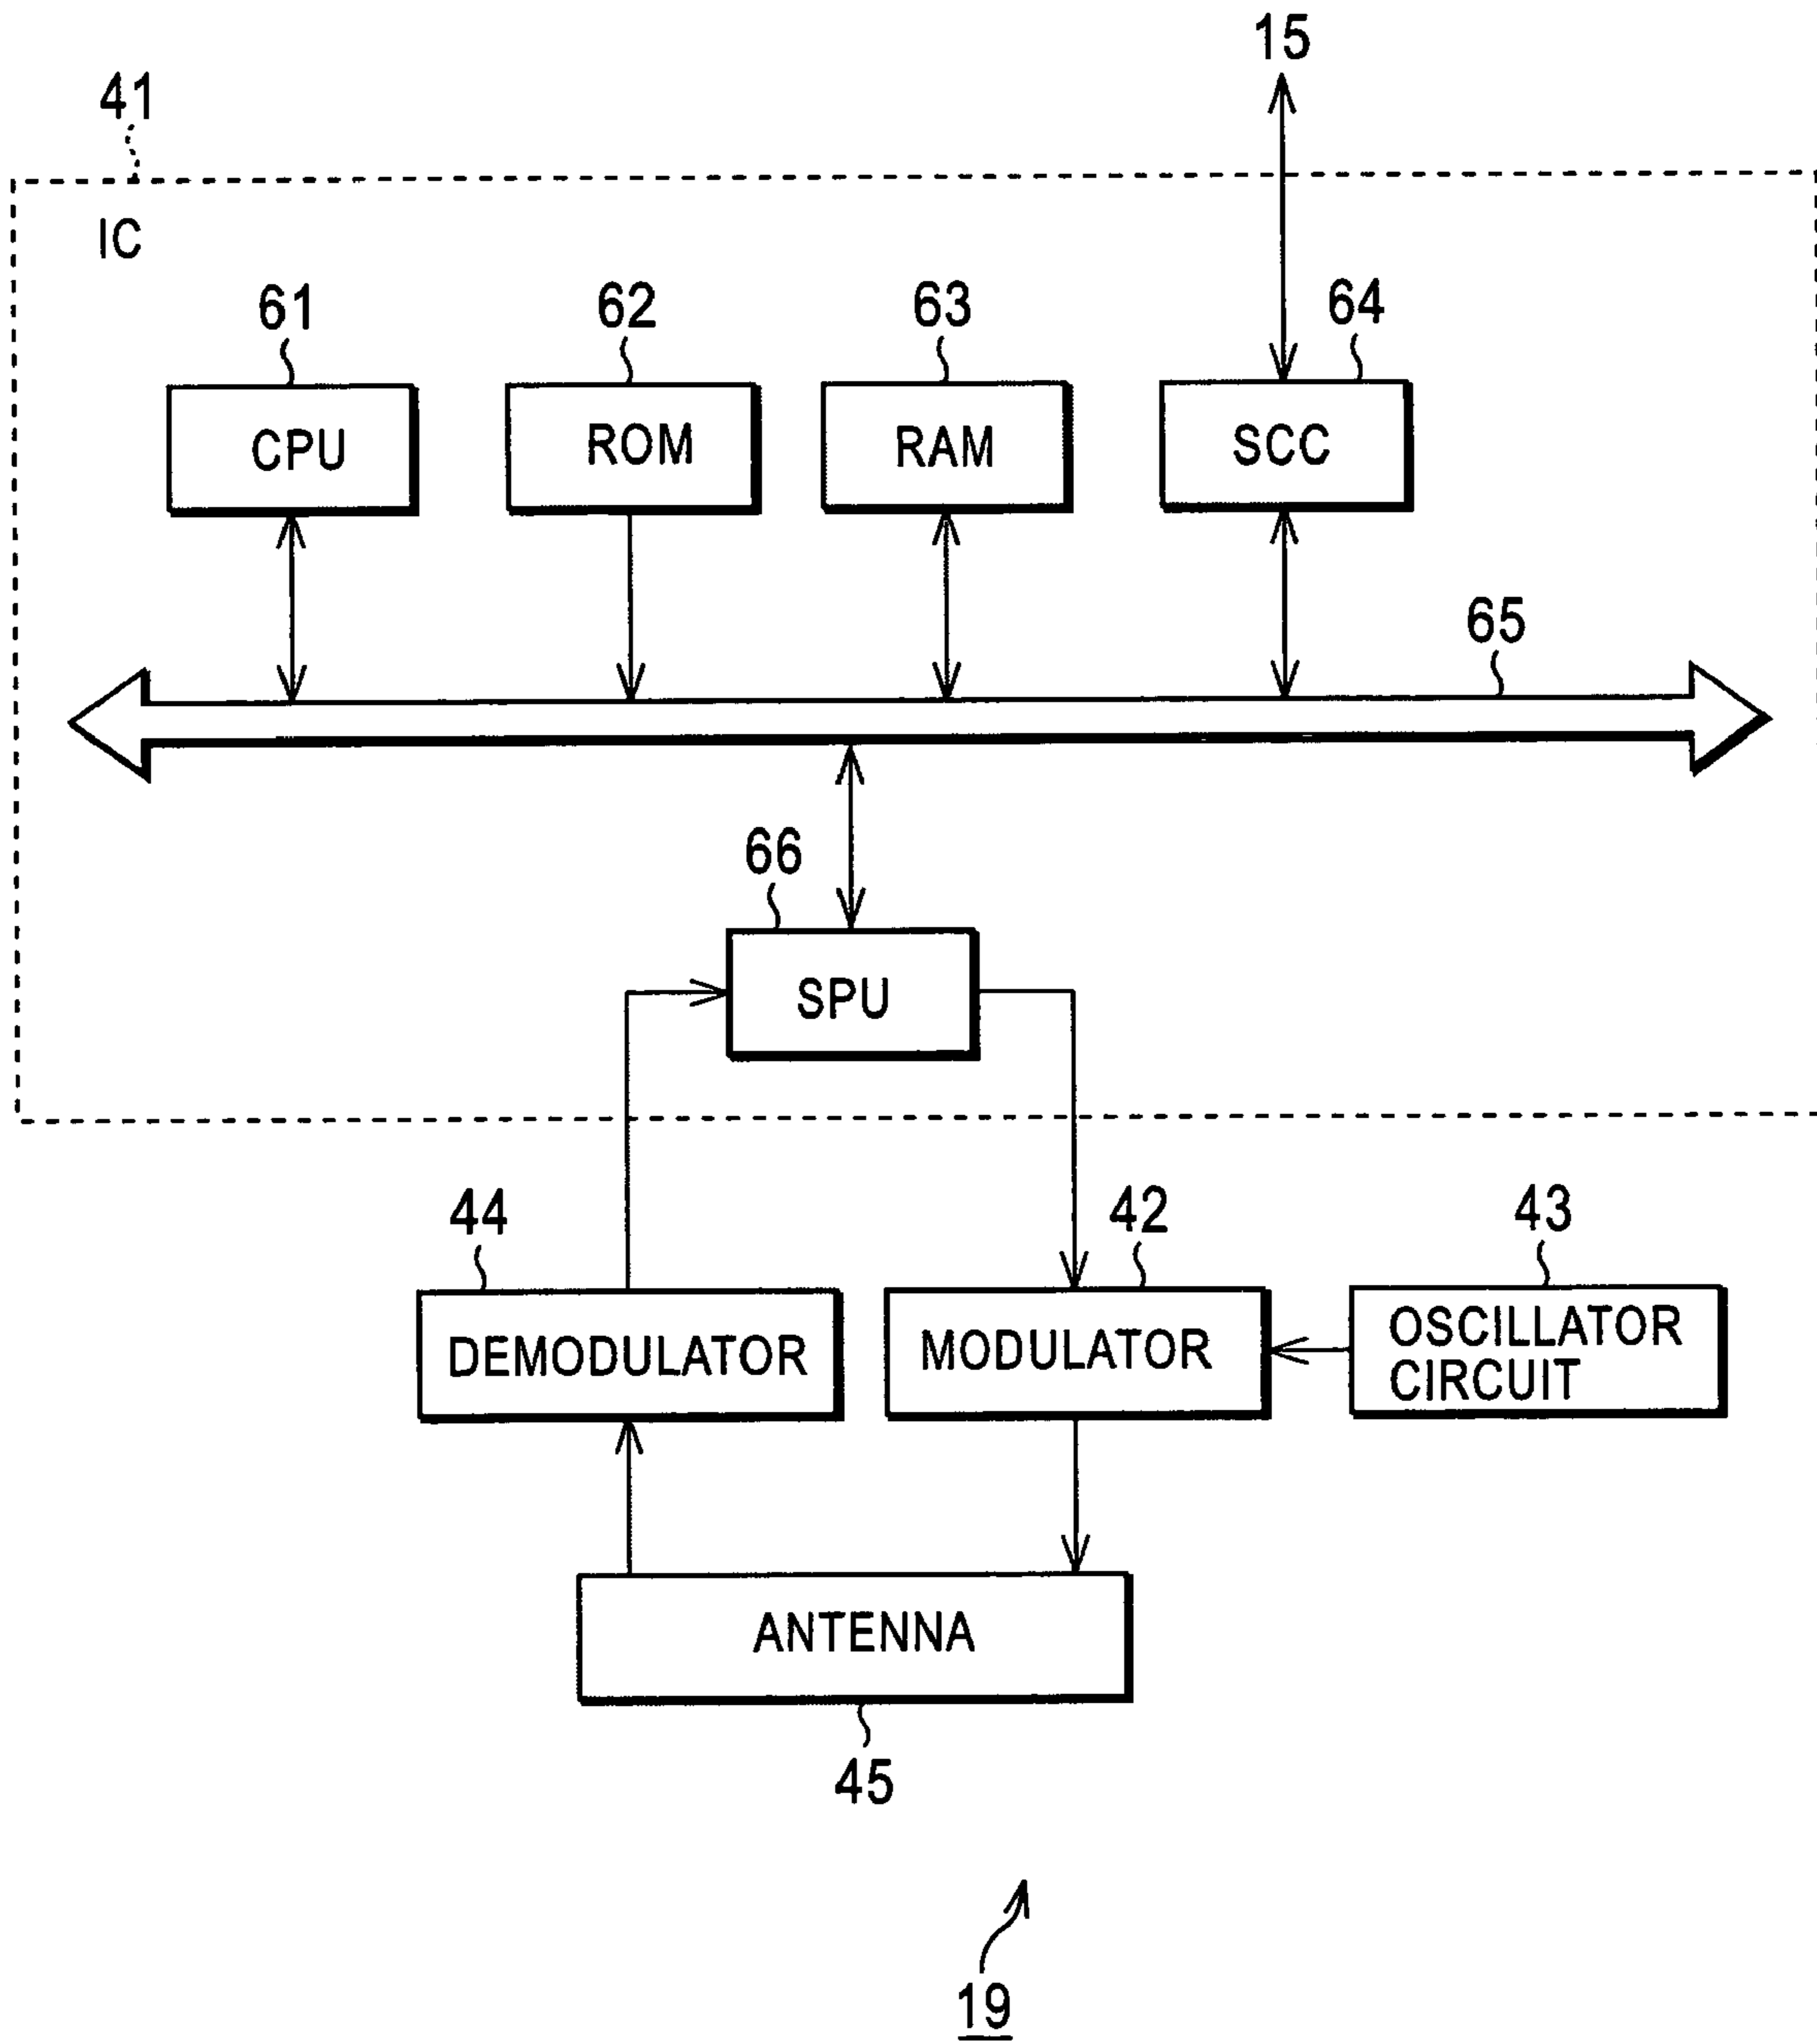 15
41
IC
61
62
63
64
CPU
ROM
RAM
SCC
65
66
SPU
44
42
43
DEMODULATOR
MODULATOR
OSCILLATOR
CIRCUIT
ANTENNA
45
19